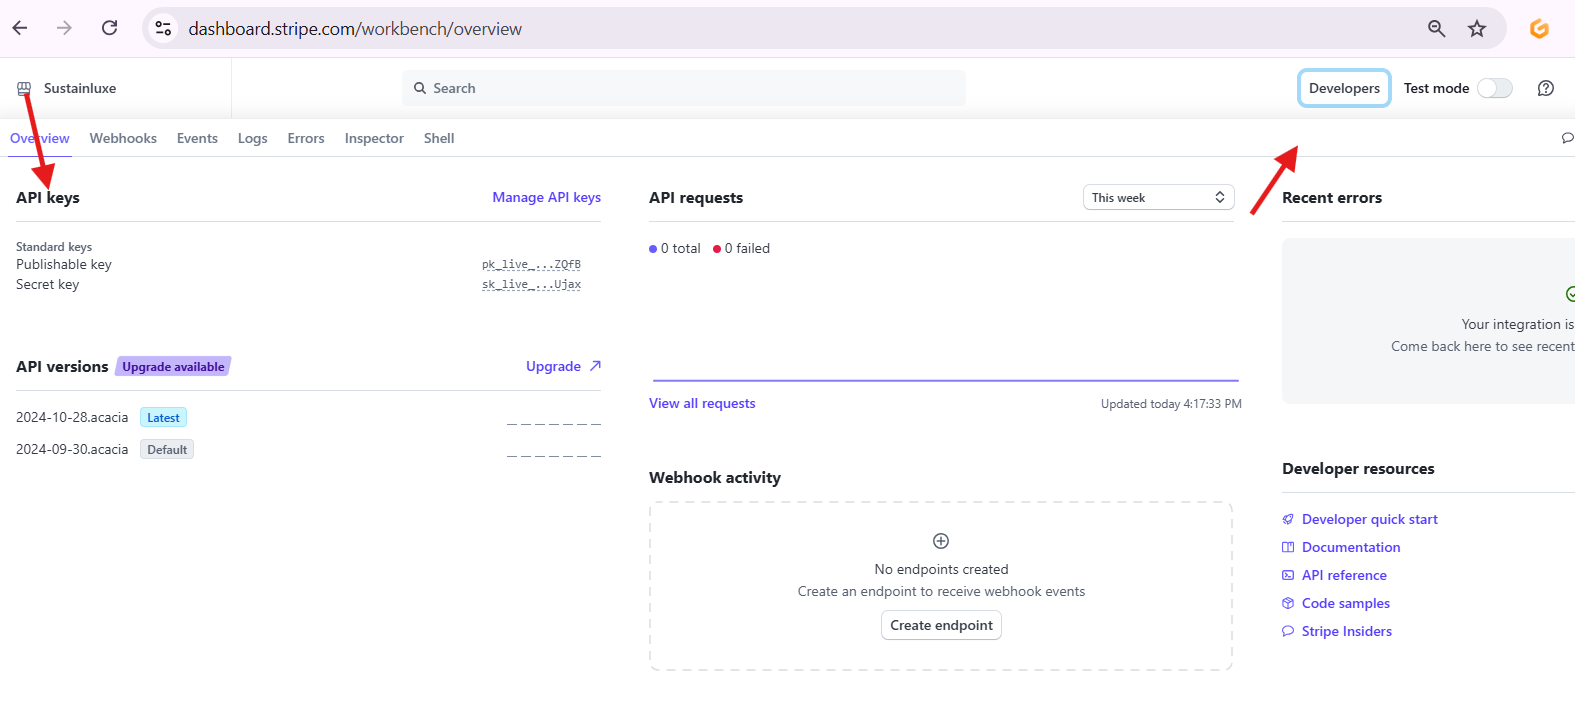 dashboard.stripe.com/workbench/overview
Sustainluxe
Search
Developers
Test mode
Overview
Webhooks
Events
Logs
Errors
Inspector
Shell
API keys
Manage API keys
Standard keys
Publishable key
pk_live_...ZQfB
Secret key
sk_live_...Ujax
API versions
Upgrade available
Upgrade
2024-10-28.acacia
Latest
2024-09-30.acacia
Default
API requests
This week
0 total
0 failed
View all requests
Updated today 4:17:33 PM
Webhook activity
No endpoints created
Create an endpoint to receive webhook events
Create endpoint
Recent errors
Your integration is
Come back here to see recent
Developer resources
Developer quick start
Documentation
API reference
Code samples
Stripe Insiders